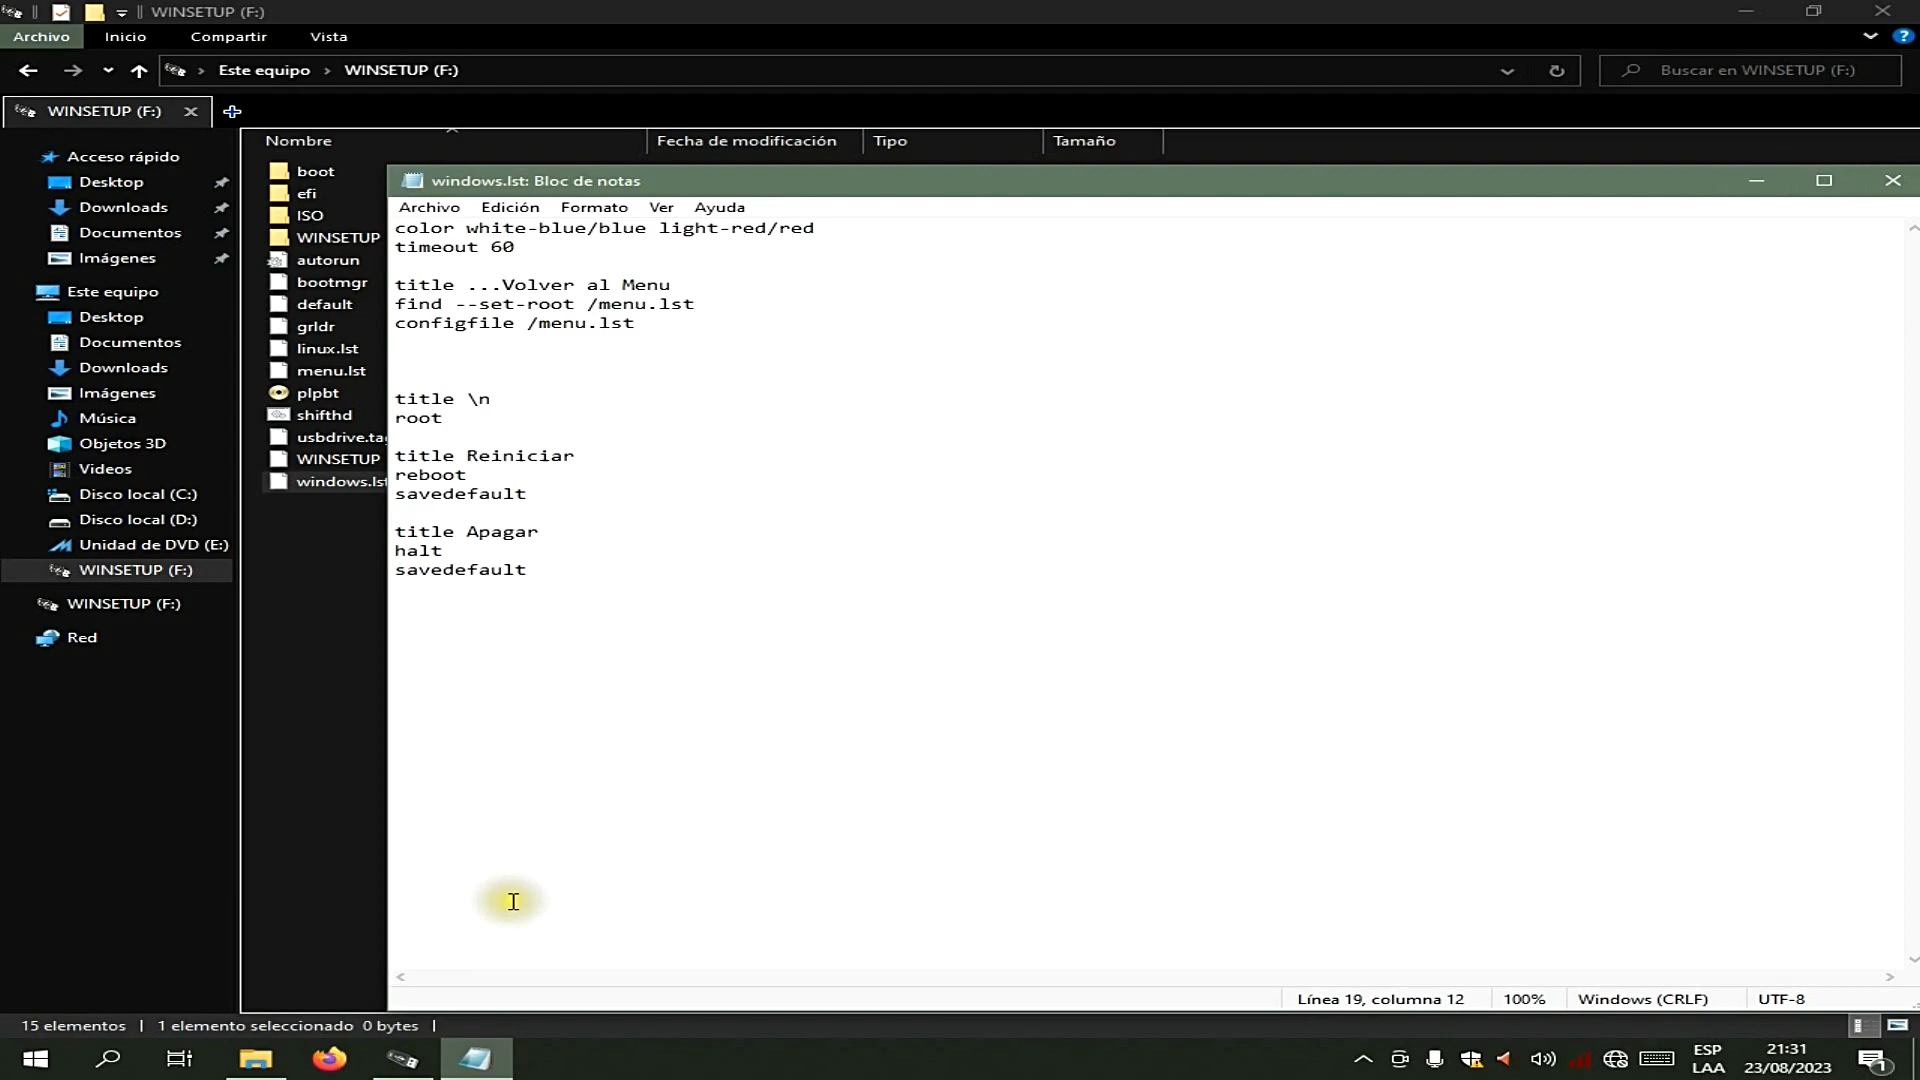 WINSETUP (F:)
Archivo Inicio Compartir Vista
Este equipo WINSETUP (F:)
Buscar en WINSETUP (F:)
WINSETUP (F:)
Nombre Fecha de modificación Tipo Tamaño
Acceso rápido
Desktop
Downloads
Documentos
Imágenes
Este equipo
Desktop
Documentos
Downloads
Imágenes
Música
Objetos 3D
Videos
Disco local (C:)
Disco local (D:)
Unidad de DVD (E:)
WINSETUP (F:)
WINSETUP (F:)
Red
boot
efi
ISO
WINSETUP
autorun
bootmgr
default
grldr
linux.lst
menu.lst
plpbt
shifthd
usbdrive.ta
WINSETUP
windows.lst
windows.lst: Bloc de notas
Archivo Edición Formato Ver Ayuda
color white-blue/blue light-red/red
timeout 60
title ...Volver al Menu
find --set-root /menu.lst
configfile /menu.lst
title \n
root
title Reiniciar
reboot
savedefault
title Apagar
halt
savedefault
Línea 19, columna 12 100% Windows (CRLF) UTF-8
15 elementos 1 elemento seleccionado 0 bytes
ESP
LAA
21:31
23/08/2023
1